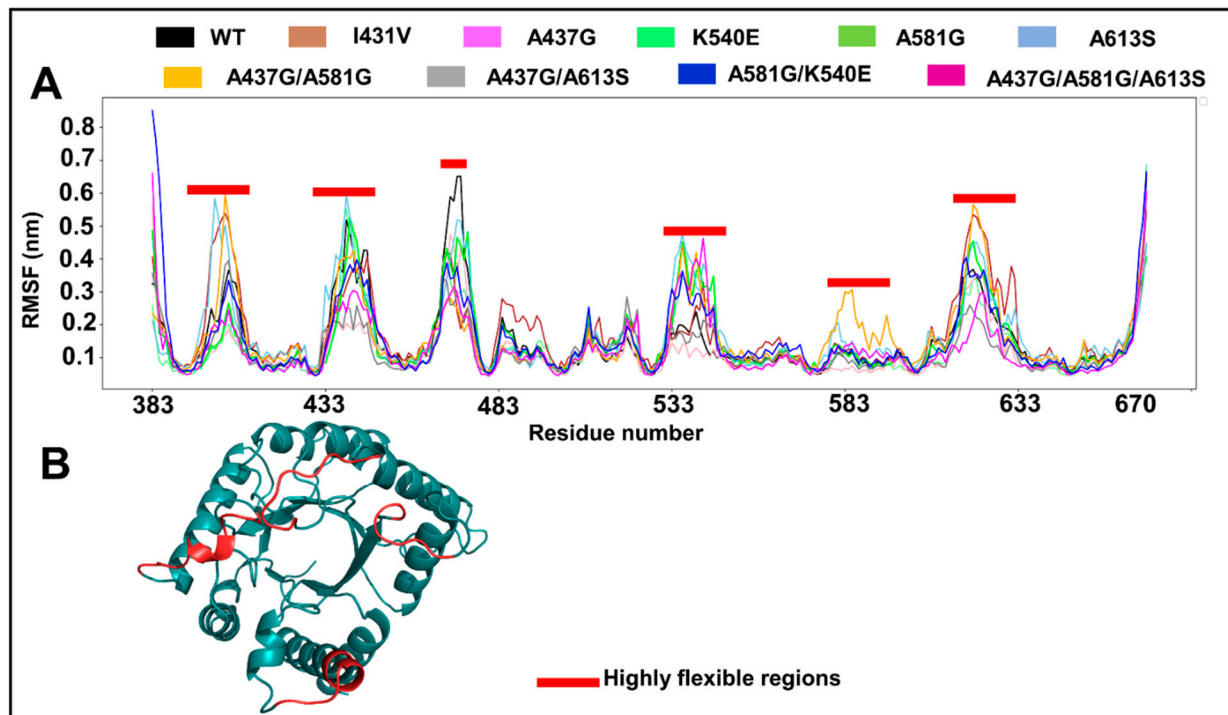 WT I431V A437G K540E A581G A613S
A437G/A581G A437G/A613S A581G/K540E A437G/A581G/A613S
A
0.8
0.7
0.6
0.5
0.4
0.3
0.2
0.1
RMSF (nm)
383 433 483 533 583 633 670
Residue number
B
Highly flexible regions